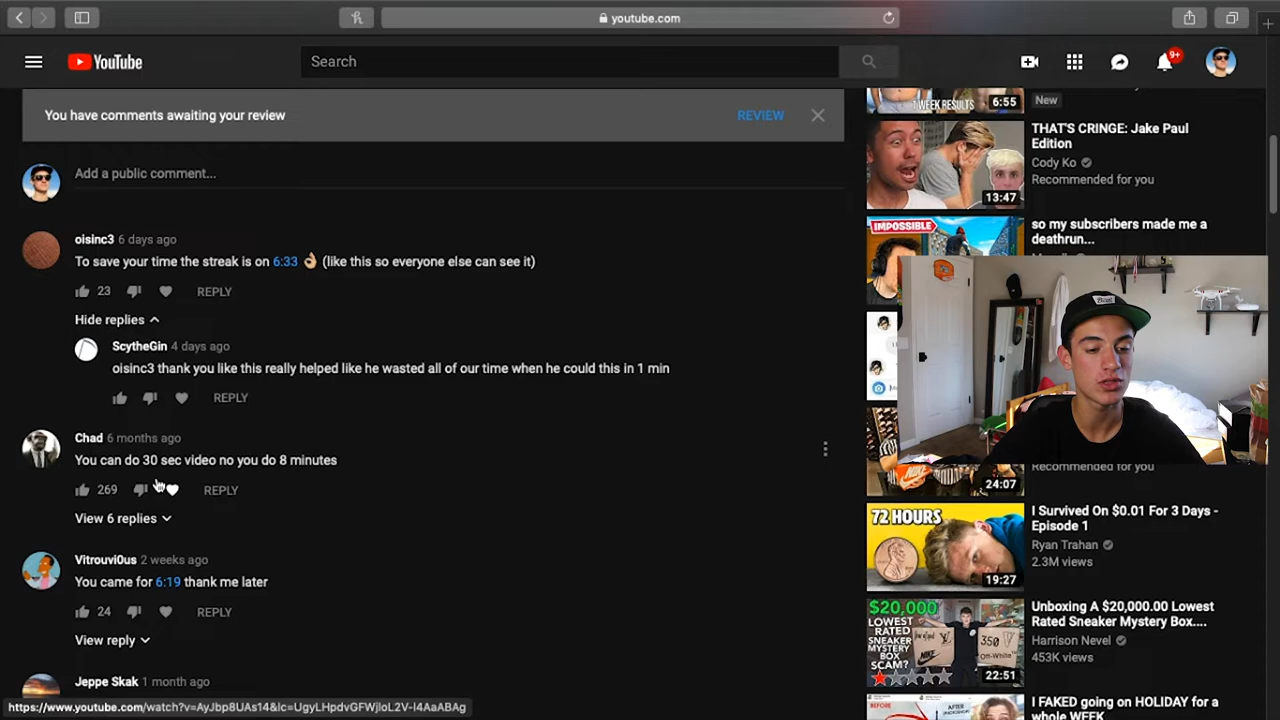 youtube.com
YouTube
Search
9+
You have comments awaiting your review
REVIEW
Add a public comment...
oisinc3 6 days ago
To save your time the streak is on 6:33 👌 (like this so everyone else can see it)
23 REPLY
Hide replies
ScytheGin 4 days ago
oisinc3 thank you like this really helped like he wasted all of our time when he could this in 1 min
REPLY
Chad 6 months ago
You can do 30 sec video no you do 8 minutes
269 REPLY
View 6 replies
Vitrouvi0us 2 weeks ago
You came for 6:19 thank me later
24 REPLY
View reply
Jeppe Skak 1 month ago
1 WEEK RESULTS
6:55
New
13:47
THAT'S CRINGE: Jake Paul
Edition
Cody Ko
Recommended for you
IMPOSSIBLE
so my subscribers made me a
deathrun...
24:07
Recommended for you
72 HOURS
19:27
I Survived On $0.01 For 3 Days -
Episode 1
Ryan Trahan
2.3M views
$20,000
LOWEST
RATED
SNEAKER
MYSTERY
BOX
SCAM?
350
22:51
Unboxing A $20,000.00 Lowest
Rated Sneaker Mystery Box....
Harrison Nevel
453K views
BEFORE
AFTER
I FAKED going on HOLIDAY for a
whole WEEK